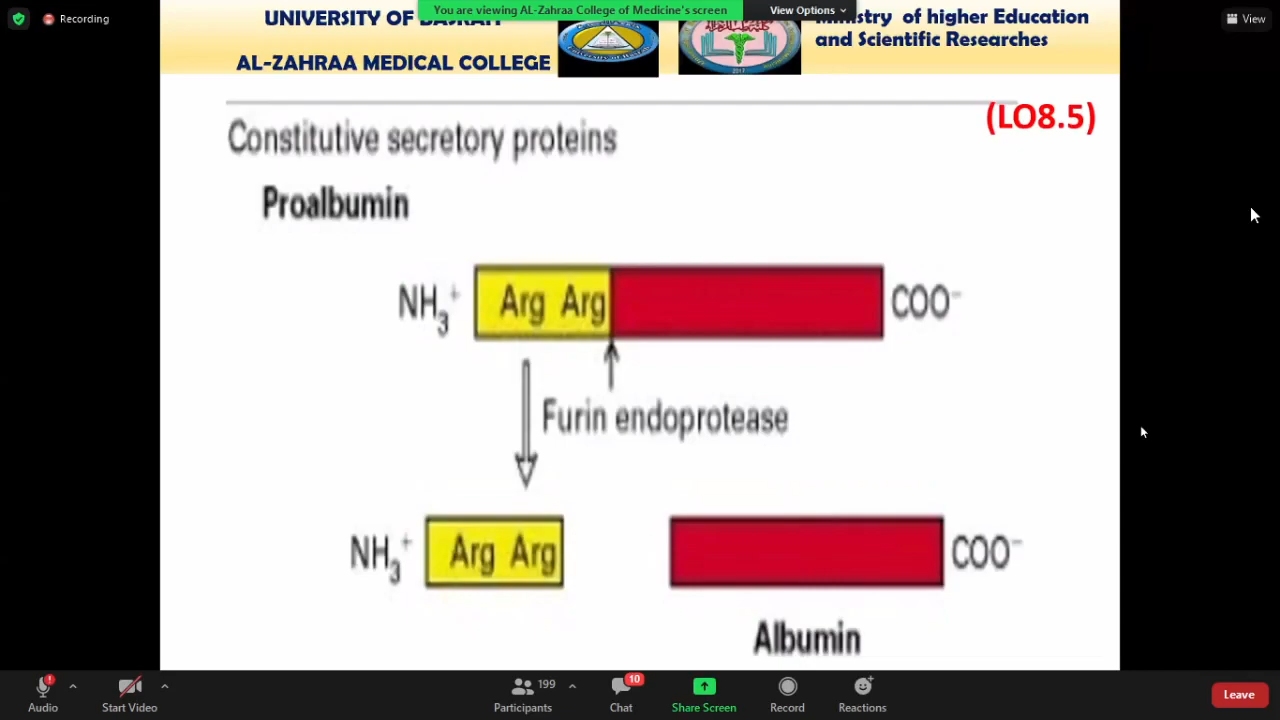 Recording
You are viewing AL-Zahraa College of Medicine's screen
View Options
View
UNIVERSITY OF BASRAH
AL-ZAHRAA MEDICAL COLLEGE
Ministry of higher Education
and Scientific Researches
2017
(LO8.5)
Constitutive secretory proteins
Proalbumin
NH3+ Arg Arg COO−
Furin endoprotease
NH3+ Arg Arg COO−
Albumin
Audio
Start Video
199
Participants
10
Chat
Share Screen
Record
Reactions
Leave